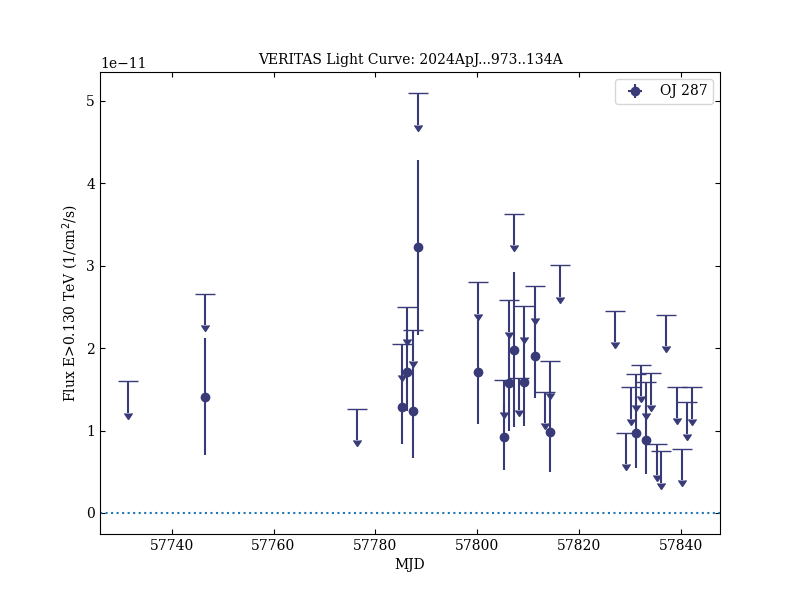 VERITAS Light Curve: 2024ApJ...973..134A
1e−11
OJ 287
5
4
3
2
1
0
Flux E>0.130 TeV (1/cm²/s)
57740 57760 57780 57800 57820 57840
MJD